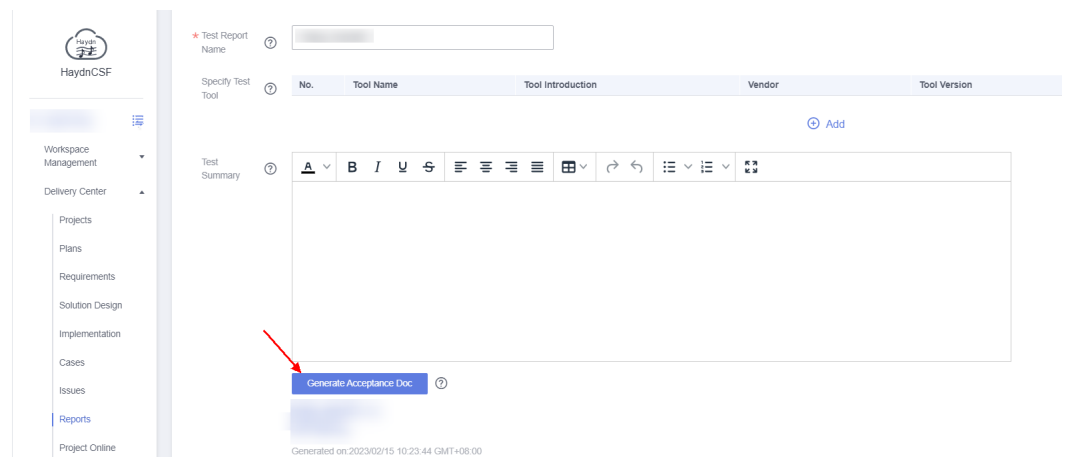 Haydn
HaydnCSF
Workspace
Management
Delivery Center
Projects
Plans
Requirements
Solution Design
Implementation
Cases
Issues
Reports
Project Online
* Test Report
Name
Specify Test
Tool
No. Tool Name Tool Introduction Vendor Tool Version
Add
Test
Summary
A B I U S
Generate Acceptance Doc
Generated on:2023/02/15 10:23:44 GMT+08:00